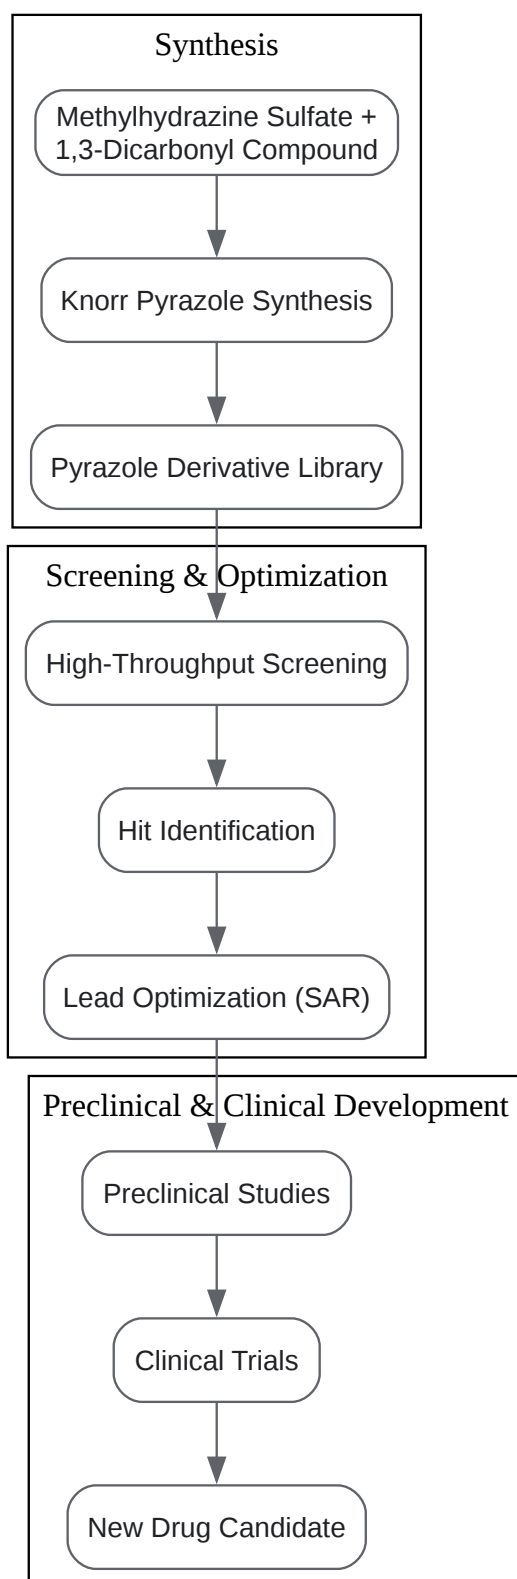 Synthesis
Methylhydrazine Sulfate +
1,3-Dicarbonyl Compound
Knorr Pyrazole Synthesis
Pyrazole Derivative Library
Screening & Optimization
High-Throughput Screening
Hit Identification
Lead Optimization (SAR)
Preclinical & Clinical Development
Preclinical Studies
Clinical Trials
New Drug Candidate